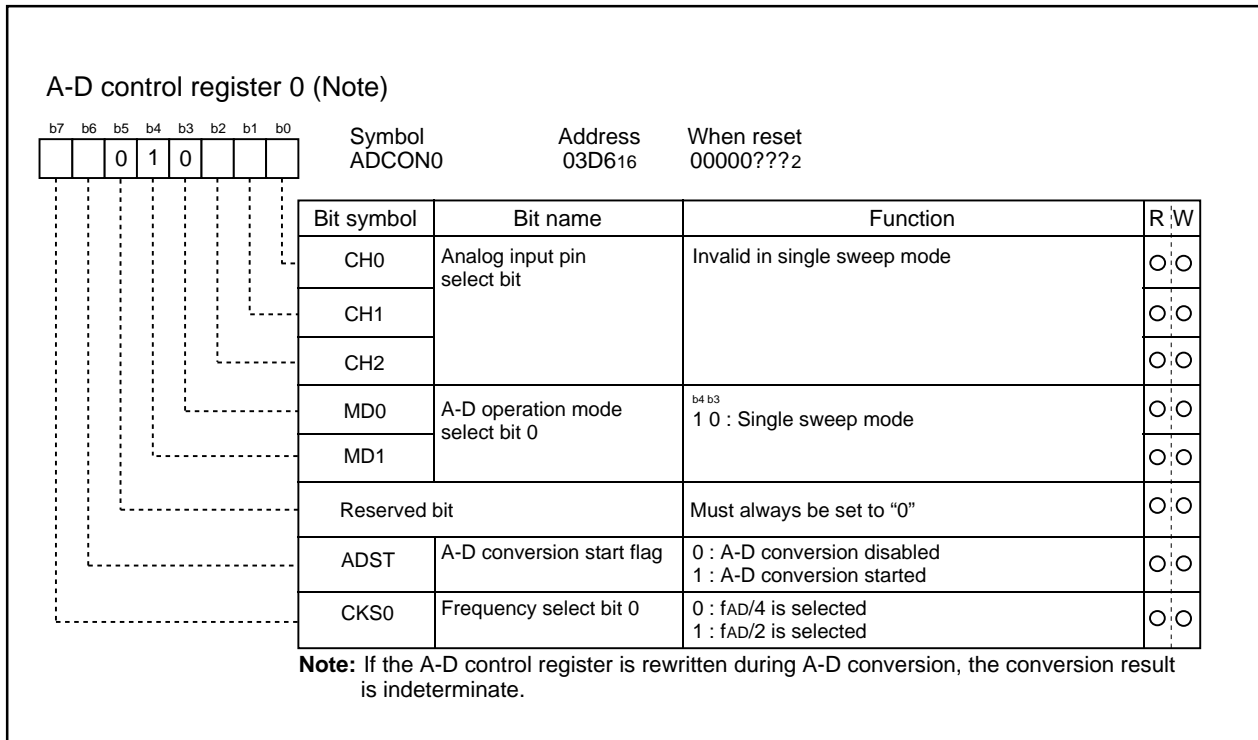 A-D control register 0 (Note)
b7 b6 b5 b4 b3 b2 b1 b0
0 1 0
Symbol Address When reset
ADCON0 03D616 00000???2
Bit symbol Bit name Function R W
CH0 Analog input pin Invalid in single sweep mode
select bit
CH1
CH2
MD0 A-D operation mode b4 b3
select bit 0 1 0 : Single sweep mode
MD1
Reserved bit Must always be set to “0”
ADST A-D conversion start flag 0 : A-D conversion disabled
1 : A-D conversion started
CKS0 Frequency select bit 0 0 : fAD/4 is selected
1 : fAD/2 is selected
Note: If the A-D control register is rewritten during A-D conversion, the conversion result
is indeterminate.